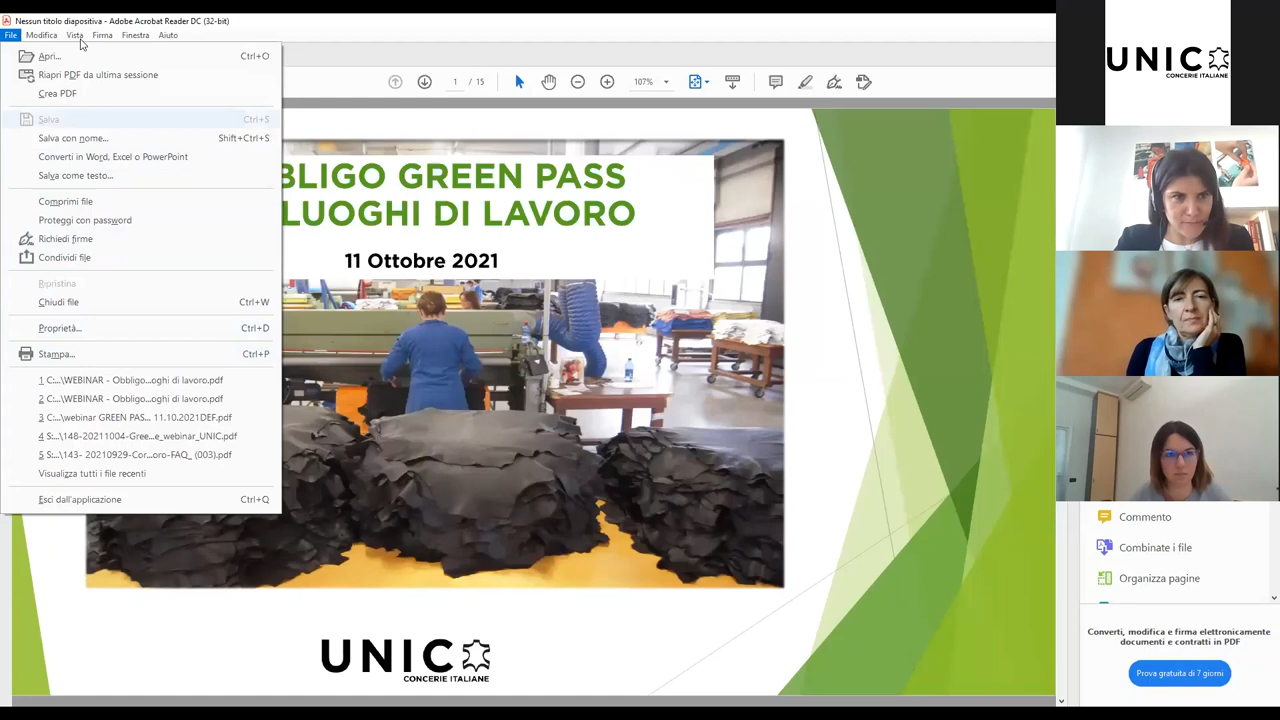 Nessun titolo diapositiva - Adobe Acrobat Reader DC (32-bit)
File Modifica Vista Firma Finestra Aiuto
Apri... Ctrl+O
Riapri PDF da ultima sessione
Crea PDF
Salva Ctrl+S
Salva con nome... Shift+Ctrl+S
Converti in Word, Excel o PowerPoint
Salva come testo...
Comprimi file
Proteggi con password
Richiedi firme
Condividi file
Ripristina
Chiudi file Ctrl+W
Proprietà... Ctrl+D
Stampa... Ctrl+P
1 C:...\WEBINAR - Obbligo...oghi di lavoro.pdf
2 C:...\WEBINAR - Obbligo...oghi di lavoro.pdf
3 C:...\webinar GREEN PAS... 11.10.2021DEF.pdf
4 S:...\148-20211004-Gree...e_webinar_UNIC.pdf
5 S:...\143- 20210929-Cor...oro-FAQ_ (003).pdf
Visualizza tutti i file recenti
Esci dall'applicazione Ctrl+Q
1 / 15
107%
BLIGO GREEN PASS
LUOGHI DI LAVORO
11 Ottobre 2021
UNIC
CONCERIE ITALIANE
UNIC
CONCERIE ITALIANE
Commento
Combinate i file
Organizza pagine
Converti, modifica e firma elettronicamente
documenti e contratti in PDF
Prova gratuita di 7 giorni